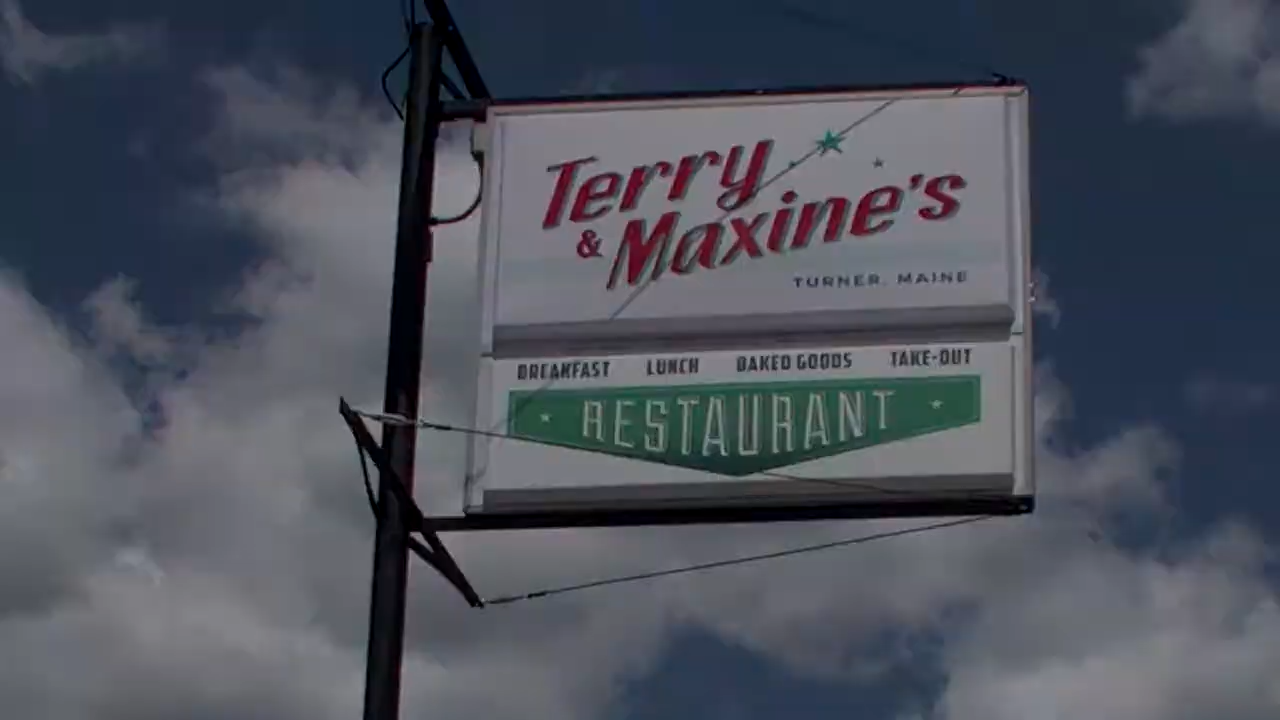 Terry
& Maxine's
TURNER, MAINE
BREAKFAST LUNCH BAKED GOODS TAKE-OUT
RESTAURANT